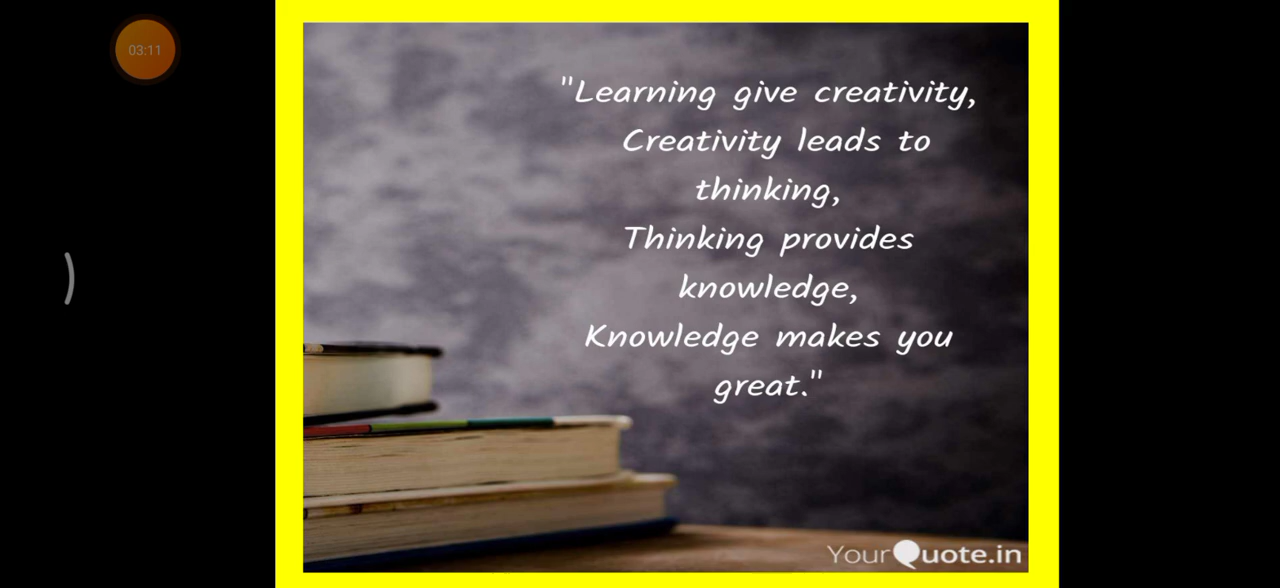 03:11
"Learning give creativity,
Creativity leads to
thinking,
Thinking provides
knowledge,
Knowledge makes you
great."
YourQuote.in